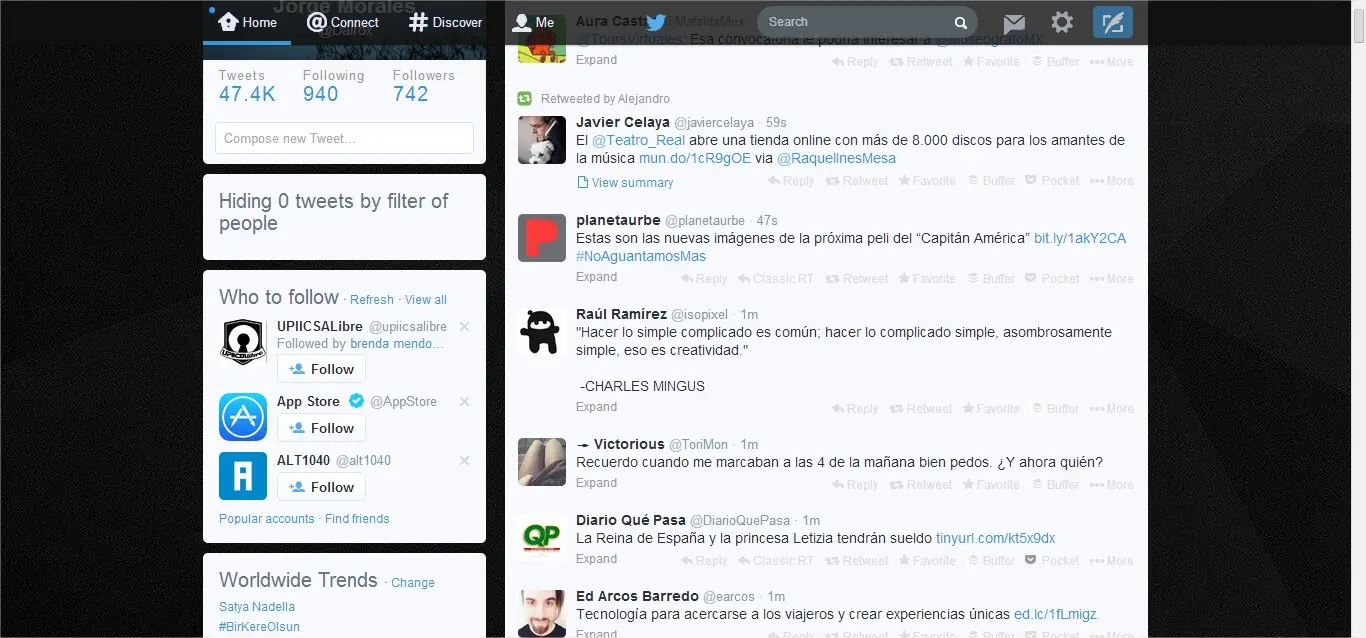 Home
Connect
Discover
Me
Search
Jorge Morales
@Dalrox
Tweets
Following
Followers
47.4K
940
742
Compose new Tweet...
Hiding 0 tweets by filter of
people
Who to follow · Refresh · View all
UPIICSALibre @upiicsalibre
Followed by brenda mendo...
Follow
App Store @AppStore
Follow
ALT1040 @alt1040
Follow
Popular accounts · Find friends
Worldwide Trends · Change
Satya Nadella
#BirKereOlsun
@MafaldaMex
@ToursVirtuales: Esa convocatoria le podría interesar a @MuseografoMX
Expand
Reply Retweet Favorite Buffer More
Retweeted by Alejandro
Javier Celaya @javiercelaya · 59s
El @Teatro_Real abre una tienda online con más de 8.000 discos para los amantes de
la música mun.do/1cR9gOE via @RaquelinesMesa
View summary
Reply Retweet Favorite Buffer Pocket More
planetaurbe @planetaurbe · 47s
Estas son las nuevas imágenes de la próxima peli del “Capitán América” bit.ly/1akY2CA
#NoAguantamosMas
Expand
Reply Classic RT Retweet Favorite Buffer Pocket More
Raúl Ramírez @isopixel · 1m
"Hacer lo simple complicado es común; hacer lo complicado simple, asombrosamente
simple, eso es creatividad."
-CHARLES MINGUS
Expand
Reply Retweet Favorite Buffer More
Victorious @ToriMon · 1m
Recuerdo cuando me marcaban a las 4 de la mañana bien pedos. ¿Y ahora quién?
Expand
Reply Retweet Favorite Buffer More
QP
Diario Qué Pasa @DiarioQuePasa · 1m
La Reina de España y la princesa Letizia tendrán sueldo tinyurl.com/kt5x9dx
Expand
Reply Classic RT Retweet Favorite Buffer Pocket More
Ed Arcos Barredo @earcos · 1m
Tecnología para acercarse a los viajeros y crear experiencias únicas ed.lc/1fLmigz
Expand
Reply Retweet Favorite Buffer Pocket More